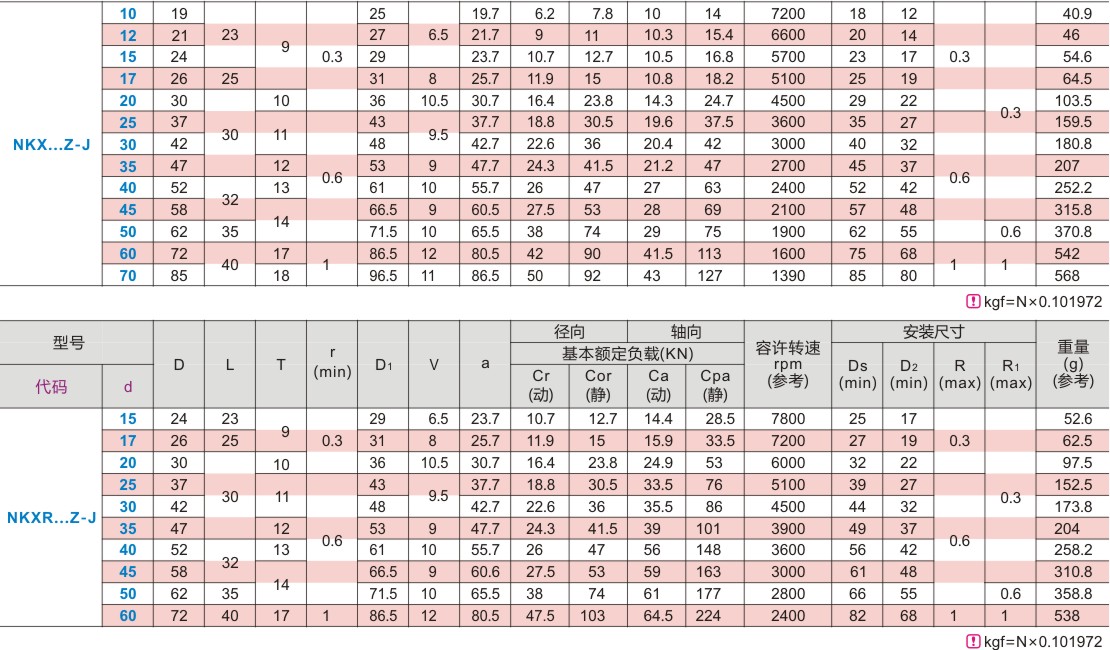 10 19 25 19.7 6.2 7.8 10 14 7200 18 12 40.9
12 21 23 27 6.5 21.7 9 11 10.3 15.4 6600 20 14 46
9
15 24 0.3 29 23.7 10.7 12.7 10.5 16.8 5700 23 17 0.3 54.6
17 26 25 31 8 25.7 11.9 15 10.8 18.2 5100 25 19 64.5
20 30 10 36 10.5 30.7 16.4 23.8 14.3 24.7 4500 29 22 103.5
0.3
25 37 43 37.7 18.8 30.5 19.6 37.5 3600 35 27 159.5
30 11 9.5
NKX...Z-J 30 42 48 42.7 22.6 36 20.4 42 3000 40 32 180.8
35 47 12 53 9 47.7 24.3 41.5 21.2 47 2700 45 37 207
0.6 0.6
40 52 13 61 10 55.7 26 47 27 63 2400 52 42 252.2
32
45 58 66.5 9 60.5 27.5 53 28 69 2100 57 48 315.8
14
50 62 35 71.5 10 65.5 38 74 29 75 1900 62 55 0.6 370.8
60 72 17 86.5 12 80.5 42 90 41.5 113 1600 75 68 542
40 1 1 1
70 85 18 96.5 11 86.5 50 92 43 127 1390 85 80 568
! kgf=N×0.101972
型号 D L T r (min) D1 V a 径向 轴向 容许转速 rpm (参考) 安装尺寸 重量 (g) (参考)
基本额定负载(KN)
代码 d Cr (动) Cor (静) Ca (动) Cpa (静) Ds (min) D2 (min) R (max) R1 (max)
15 24 23 29 6.5 23.7 10.7 12.7 14.4 28.5 7800 25 17 52.6
9
17 26 25 0.3 31 8 25.7 11.9 15 15.9 33.5 7200 27 19 0.3 62.5
20 30 10 36 10.5 30.7 16.4 23.8 24.9 53 6000 32 22 97.5
25 37 43 37.7 18.8 30.5 33.5 76 5100 39 27 152.5
30 11 9.5 0.3
30 42 48 42.7 22.6 36 35.5 86 4500 44 32 173.8
NKXR...Z-J
35 47 12 53 9 47.7 24.3 41.5 39 101 3900 49 37 204
0.6 0.6
40 52 13 61 10 55.7 26 47 56 148 3600 56 42 258.2
32
45 58 66.5 9 60.6 27.5 53 59 163 3000 61 48 310.8
14
50 62 35 71.5 10 65.5 38 74 61 177 2800 66 55 0.6 358.8
60 72 40 17 1 86.5 12 80.5 47.5 103 64.5 224 2400 82 68 1 1 538
! kgf=N×0.101972